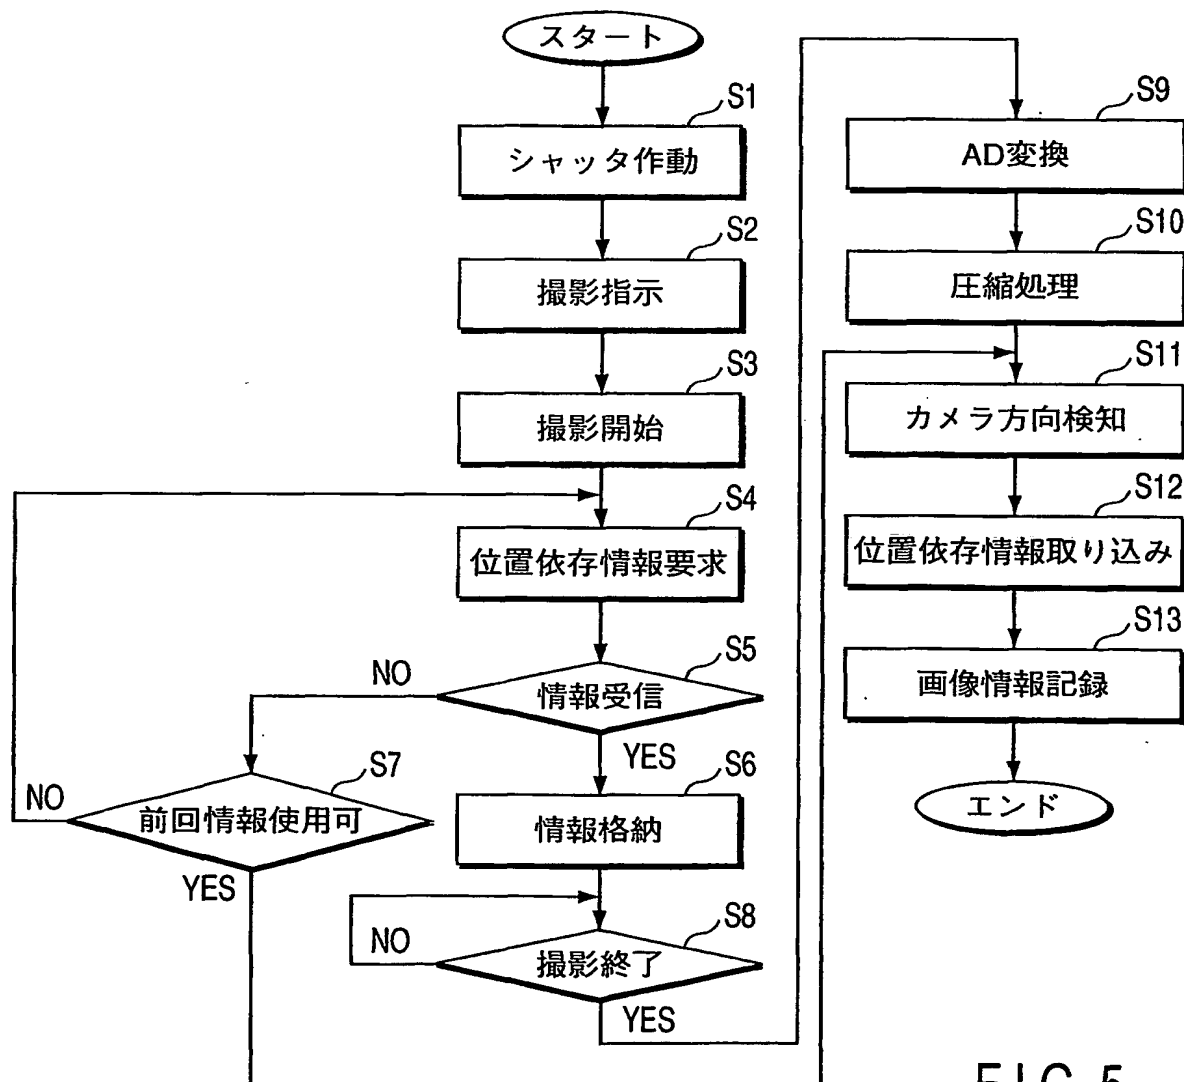 スタート
S1
シャッタ作動
S2
撮影指示
S3
撮影開始
S4
位置依存情報要求
S5
情報受信
NO
YES
S7
前回情報使用可
NO
YES
S6
情報格納
S8
撮影終了
NO
YES
S9
AD変換
S10
圧縮処理
S11
カメラ方向検知
S12
位置依存情報取り込み
S13
画像情報記録
エンド
FIG. 5